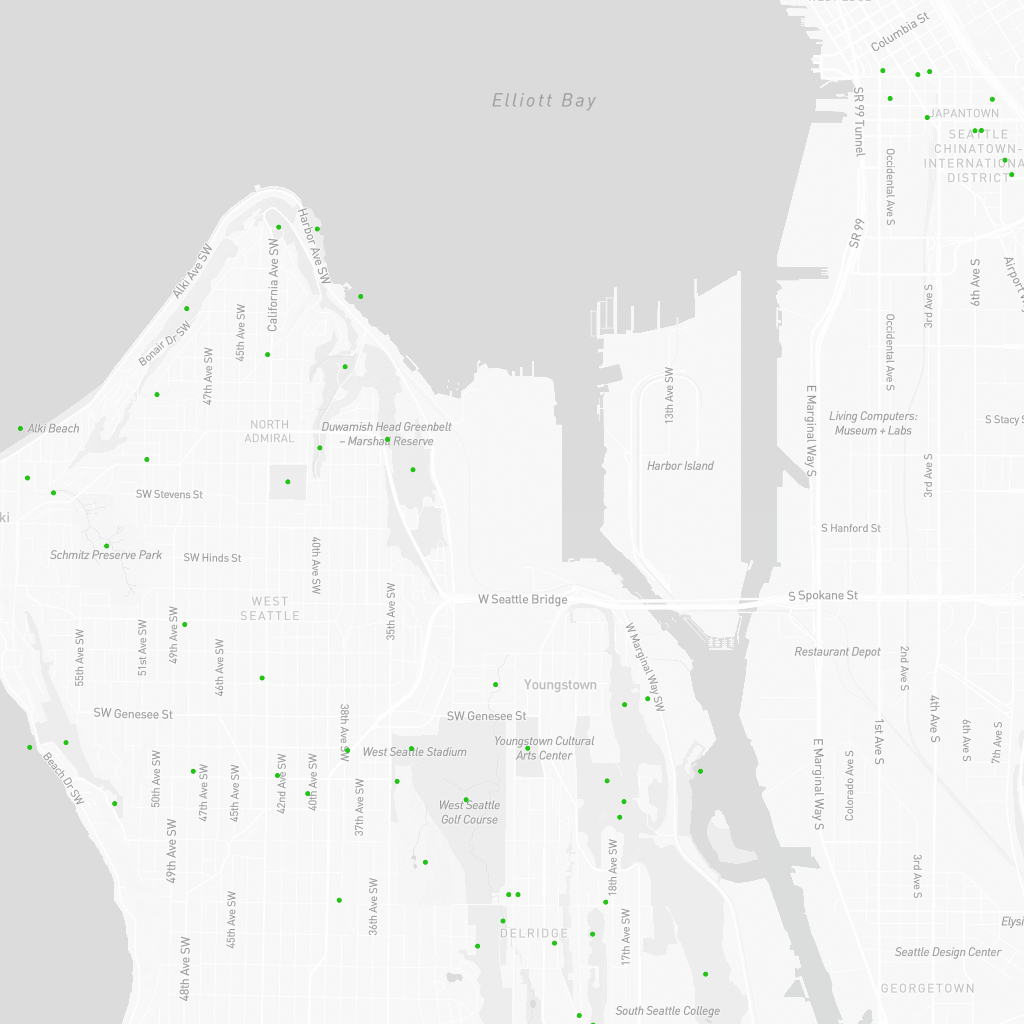 Columbia St
Elliott Bay
SR 99 Tunnel
JAPANTOWN
SEATTLE
CHINATOWN-
INTERNATIONA
DISTRICT
Occidental Ave S
Harbor Ave SW
SR 99
Alki Ave SW
California Ave SW
6th Ave S
3rd Ave S
45th Ave SW
Bonair Dr SW
47th Ave SW
Occidental Ave S
13th Ave SW
E Marginal Way S
Alki Beach
NORTH
ADMIRAL
Duwamish Head Greenbelt
– Marshall Reserve
Living Computers:
Museum + Labs
S Stacy S
Harbor Island
3rd Ave S
SW Stevens St
ki
S Hanford St
Schmitz Preserve Park
SW Hinds St
40th Ave SW
35th Ave SW
WEST
SEATTLE
W Seattle Bridge
S Spokane St
55th Ave SW
51st Ave SW
49th Ave SW
46th Ave SW
W Marginal Way SW
Restaurant Depot
2nd Ave S
Youngstown
SW Genesee St
38th Ave SW
SW Genesee St
4th Ave S
1st Ave S
6th Ave S
7th Ave S
West Seattle Stadium
Youngstown Cultural
Arts Center
Beach Dr SW
50th Ave SW
47th Ave SW
45th Ave SW
42nd Ave SW
40th Ave SW
37th Ave SW
E Marginal Way S
Colorado Ave S
West Seattle
Golf Course
49th Ave SW
18th Ave SW
3rd Ave S
45th Ave SW
36th Ave SW
17th Ave SW
DELRIDGE
Elysi
Seattle Design Center
48th Ave SW
GEORGETOWN
South Seattle College